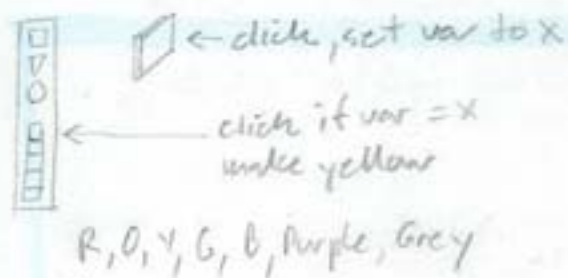 click, set var to X
click if var = X
make yellow
R, O, Y, G, B, Purple, Grey